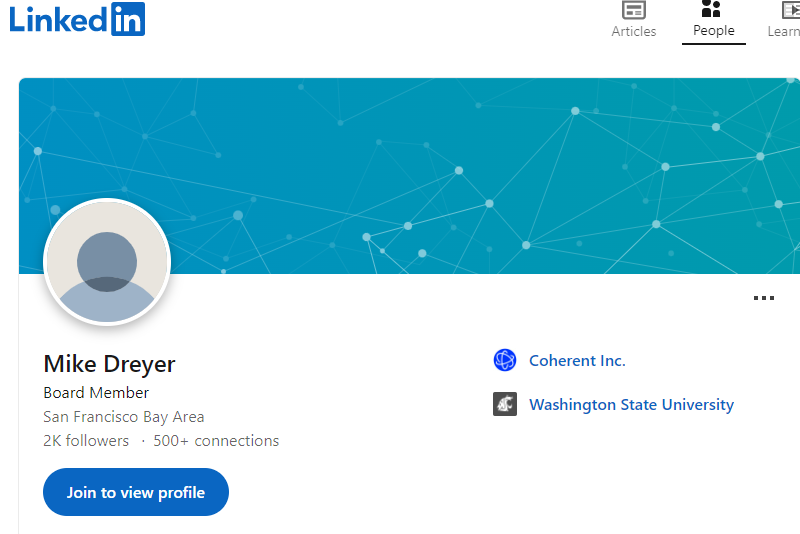 LinkedIn
Articles
People
Learn
Mike Dreyer
Board Member
San Francisco Bay Area
2K followers · 500+ connections
Join to view profile
Coherent Inc.
Washington State University